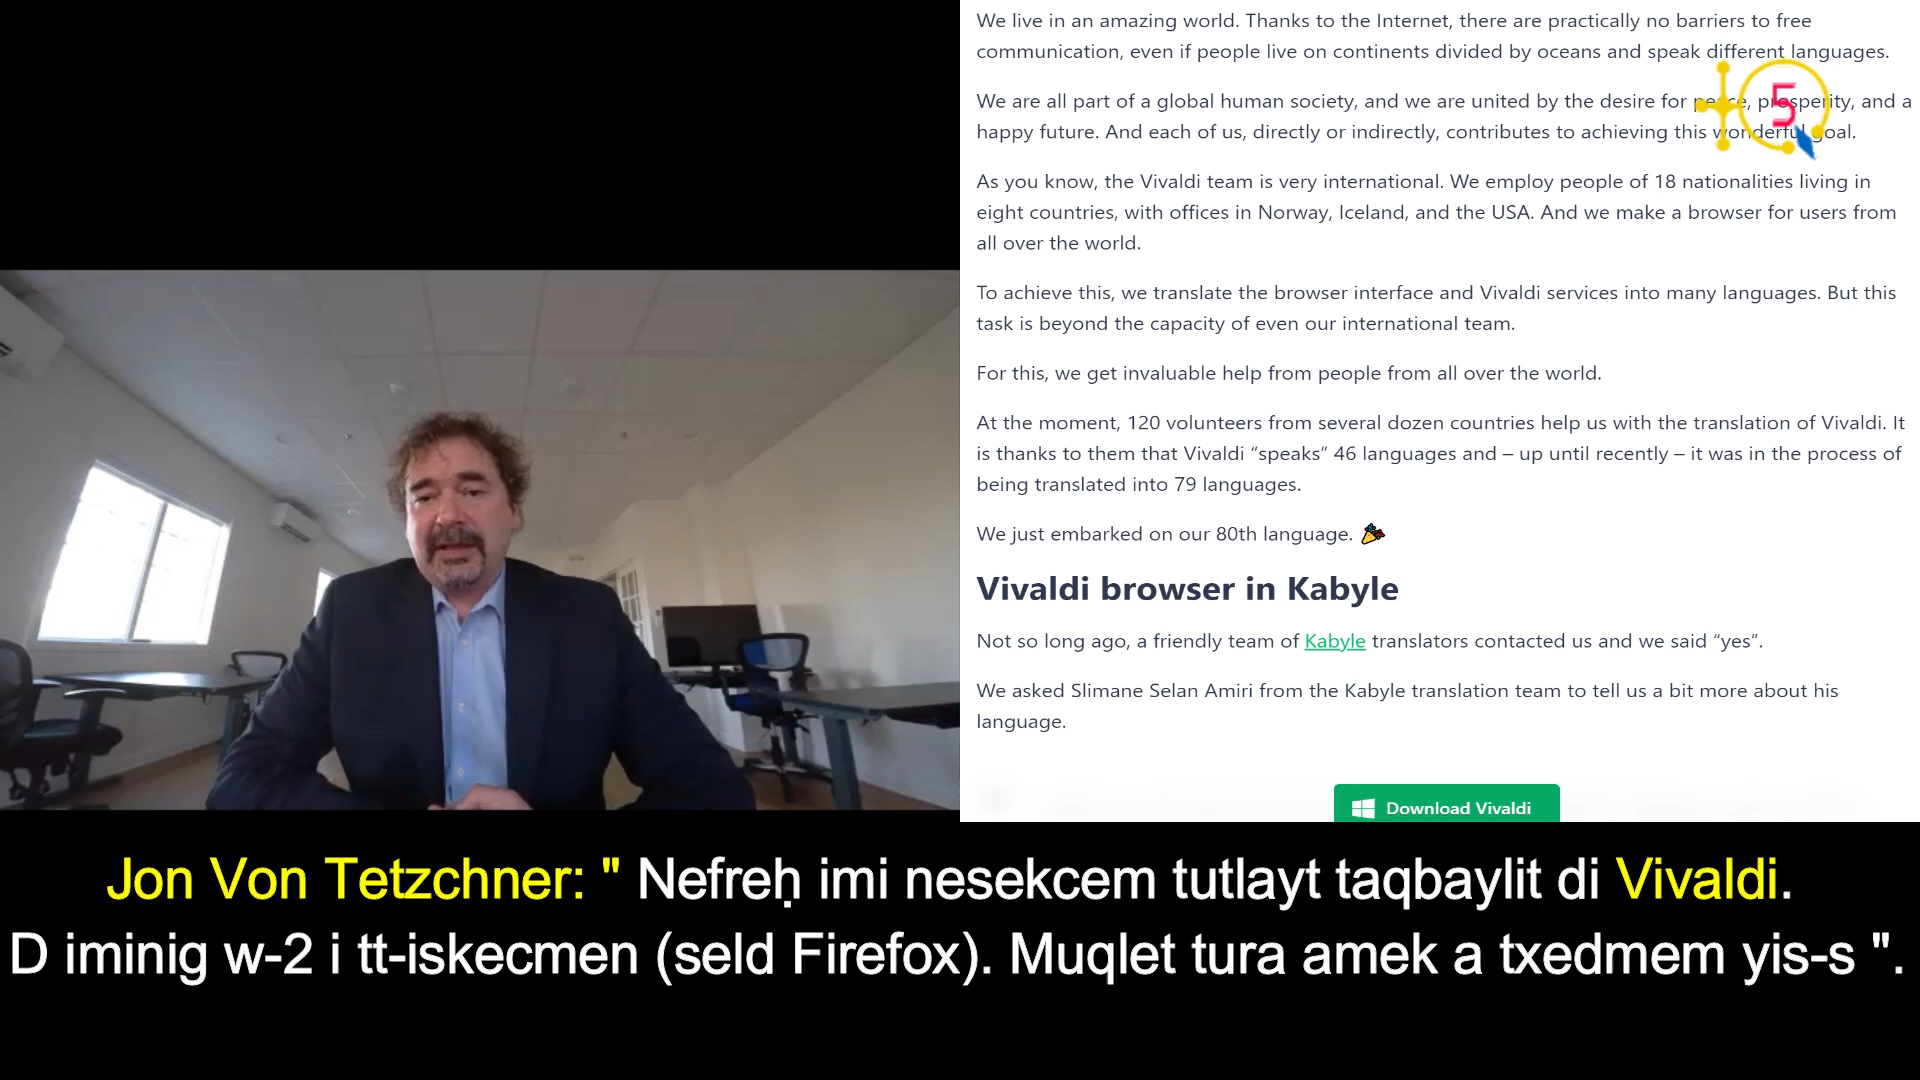 We live in an amazing world. Thanks to the Internet, there are practically no barriers to free
communication, even if people live on continents divided by oceans and speak different languages.
We are all part of a global human society, and we are united by the desire for peace, prosperity, and a
happy future. And each of us, directly or indirectly, contributes to achieving this wonderful goal.
As you know, the Vivaldi team is very international. We employ people of 18 nationalities living in
eight countries, with offices in Norway, Iceland, and the USA. And we make a browser for users from
all over the world.
To achieve this, we translate the browser interface and Vivaldi services into many languages. But this
task is beyond the capacity of even our international team.
For this, we get invaluable help from people from all over the world.
At the moment, 120 volunteers from several dozen countries help us with the translation of Vivaldi. It
is thanks to them that Vivaldi “speaks” 46 languages and – up until recently – it was in the process of
being translated into 79 languages.
We just embarked on our 80th language. 🎉
Vivaldi browser in Kabyle
Not so long ago, a friendly team of Kabyle translators contacted us and we said “yes”.
We asked Slimane Selan Amiri from the Kabyle translation team to tell us a bit more about his
language.
Download Vivaldi
5
Jon Von Tetzchner: " Nefreḥ imi nesekcem tutlayt taqbaylit di Vivaldi.
D iminig w-2 i tt-iskecmen (seld Firefox). Muqlet tura amek a txedmem yis-s ".